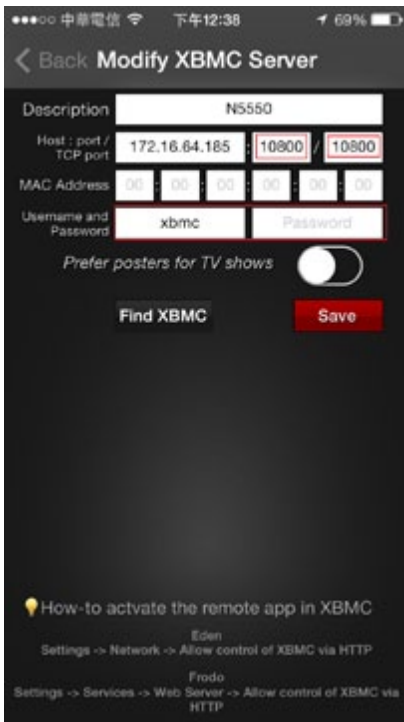 中華電信 下午12:38 69%
Back Modify XBMC Server
Description N5550
Host : port / TCP port 172.16.64.185 : 10800 / 10800
MAC Address 00 : 00 : 00 : 00 : 00 : 00
Username and Password xbmc Password
Prefer posters for TV shows
Find XBMC Save
How-to actvate the remote app in XBMC
Eden
Settings -> Network -> Allow control of XBMC via HTTP
Frodo
Settings -> Services -> Web Server -> Allow control of XBMC via
HTTP